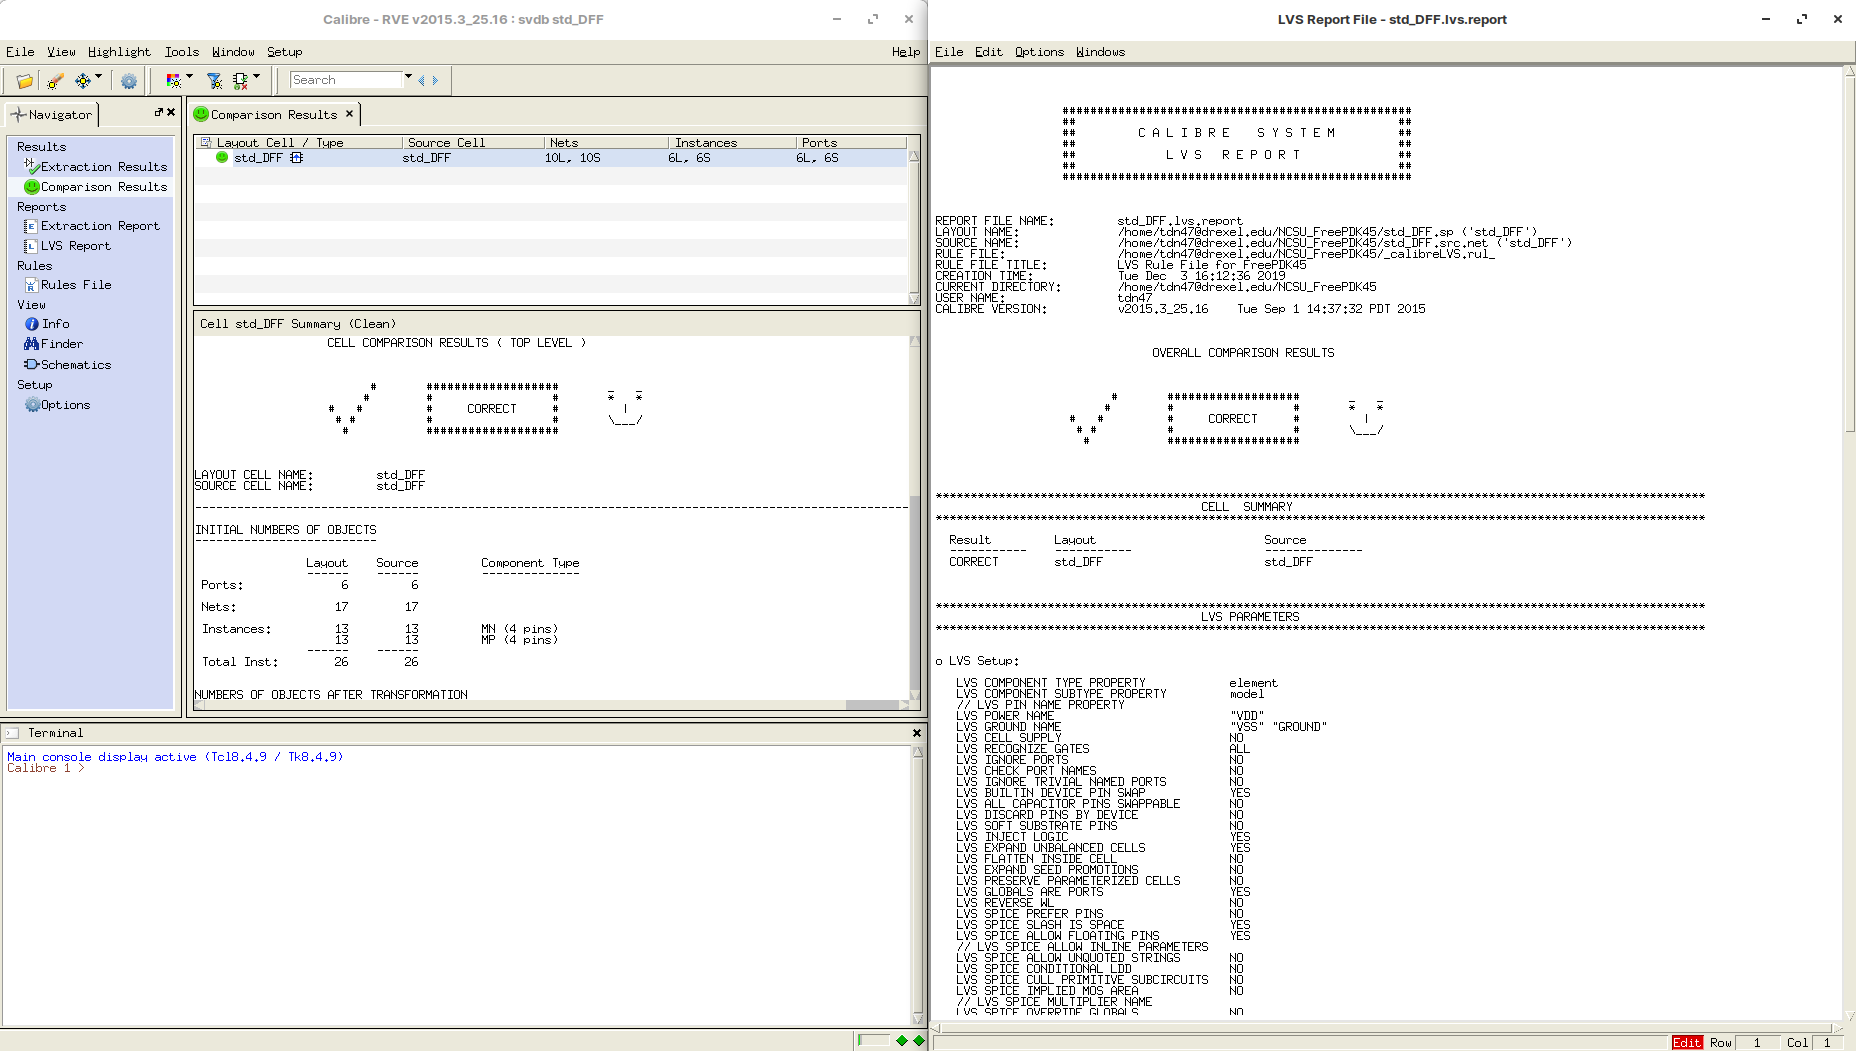 Calibre - RVE v2015.3_25.16 : svdb std_DFF
File View Highlight Tools Window Setup Help
Search
Navigator
Results
Extraction Results
Comparison Results
Reports
Extraction Report
LVS Report
Rules
Rules File
View
Info
Finder
Schematics
Setup
Options
Comparison Results
Layout Cell / Type Source Cell Nets Instances Ports
std_DFF std_DFF 10L, 10S 6L, 6S 6L, 6S
Cell std_DFF Summary (Clean)
CELL COMPARISON RESULTS ( TOP LEVEL )
# ################### _ _
# # # * *
# # # CORRECT # |
# # # # \___/
# ###################
LAYOUT CELL NAME: std_DFF
SOURCE CELL NAME: std_DFF
INITIAL NUMBERS OF OBJECTS
Layout Source Component Type
Ports: 6 6
Nets: 17 17
Instances: 13 13 MN (4 pins)
13 13 MP (4 pins)
Total Inst: 26 26
NUMBERS OF OBJECTS AFTER TRANSFORMATION
Terminal
Main console display active (Tcl8.4.9 / Tk8.4.9)
Calibre 1 >
LVS Report File - std_DFF.lvs.report
File Edit Options Windows
##################################################
## ##
## C A L I B R E S Y S T E M ##
## ##
## L V S R E P O R T ##
## ##
##################################################
REPORT FILE NAME: std_DFF.lvs.report
LAYOUT NAME: /home/tdn47@drexel.edu/NCSU_FreePDK45/std_DFF.sp ('std_DFF')
SOURCE NAME: /home/tdn47@drexel.edu/NCSU_FreePDK45/std_DFF.src.net ('std_DFF')
RULE FILE: /home/tdn47@drexel.edu/NCSU_FreePDK45/_calibreLVS.rul_
RULE FILE TITLE: LVS Rule File for FreePDK45
CREATION TIME: Tue Dec 3 16:12:36 2019
CURRENT DIRECTORY: /home/tdn47@drexel.edu/NCSU_FreePDK45
USER NAME: tdn47
CALIBRE VERSION: v2015.3_25.16 Tue Sep 1 14:37:32 PDT 2015
OVERALL COMPARISON RESULTS
# ################### _ _
# # # * *
# # # CORRECT # |
# # # # \___/
# ###################
CELL SUMMARY
Result Layout Source
CORRECT std_DFF std_DFF
LVS PARAMETERS
o LVS Setup:
LVS COMPONENT TYPE PROPERTY element
LVS COMPONENT SUBTYPE PROPERTY model
// LVS PIN NAME PROPERTY
LVS POWER NAME "VDD"
LVS GROUND NAME "VSS" "GROUND"
LVS CELL SUPPLY NO
LVS RECOGNIZE GATES ALL
LVS IGNORE PORTS NO
LVS CHECK PORT NAMES NO
LVS IGNORE TRIVIAL NAMED PORTS NO
LVS BUILTIN DEVICE PIN SWAP YES
LVS ALL CAPACITOR PINS SWAPPABLE NO
LVS DISCARD PINS BY DEVICE NO
LVS SOFT SUBSTRATE PINS NO
LVS INJECT LOGIC YES
LVS EXPAND UNBALANCED CELLS YES
LVS FLATTEN INSIDE CELL NO
LVS EXPAND SEED PROMOTIONS NO
LVS PRESERVE PARAMETERIZED CELLS NO
LVS GLOBALS ARE PORTS YES
LVS REVERSE WL NO
LVS SPICE PREFER PINS NO
LVS SPICE SLASH IS SPACE YES
LVS SPICE ALLOW FLOATING PINS YES
// LVS SPICE ALLOW INLINE PARAMETERS
LVS SPICE ALLOW UNQUOTED STRINGS NO
LVS SPICE CONDITIONAL LDD NO
LVS SPICE CULL PRIMITIVE SUBCIRCUITS NO
LVS SPICE IMPLIED MOS AREA NO
// LVS SPICE MULTIPLIER NAME
LVS SPICE OVERRIDE GLOBALS NO
Edit Row 1 Col 1